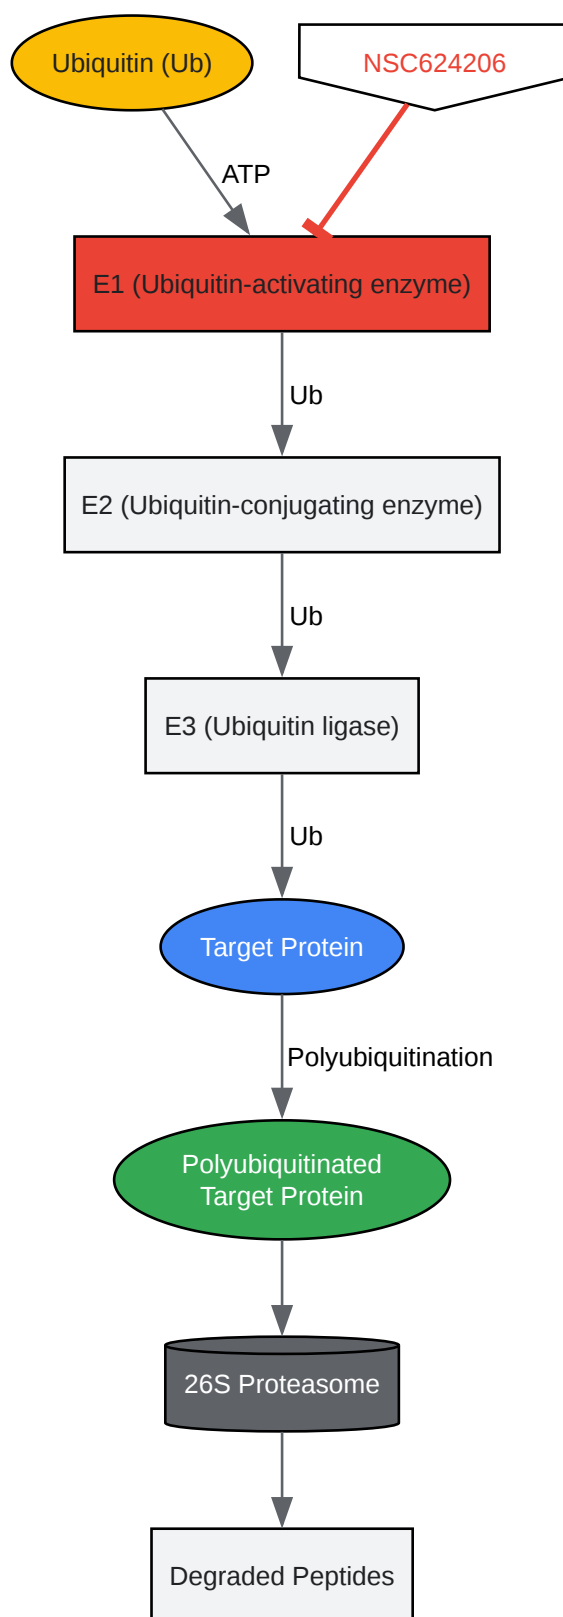 Ubiquitin (Ub)
NSC624206
ATP
E1 (Ubiquitin-activating enzyme)
Ub
E2 (Ubiquitin-conjugating enzyme)
Ub
E3 (Ubiquitin ligase)
Ub
Target Protein
Polyubiquitination
Polyubiquitinated
Target Protein
26S Proteasome
Degraded Peptides